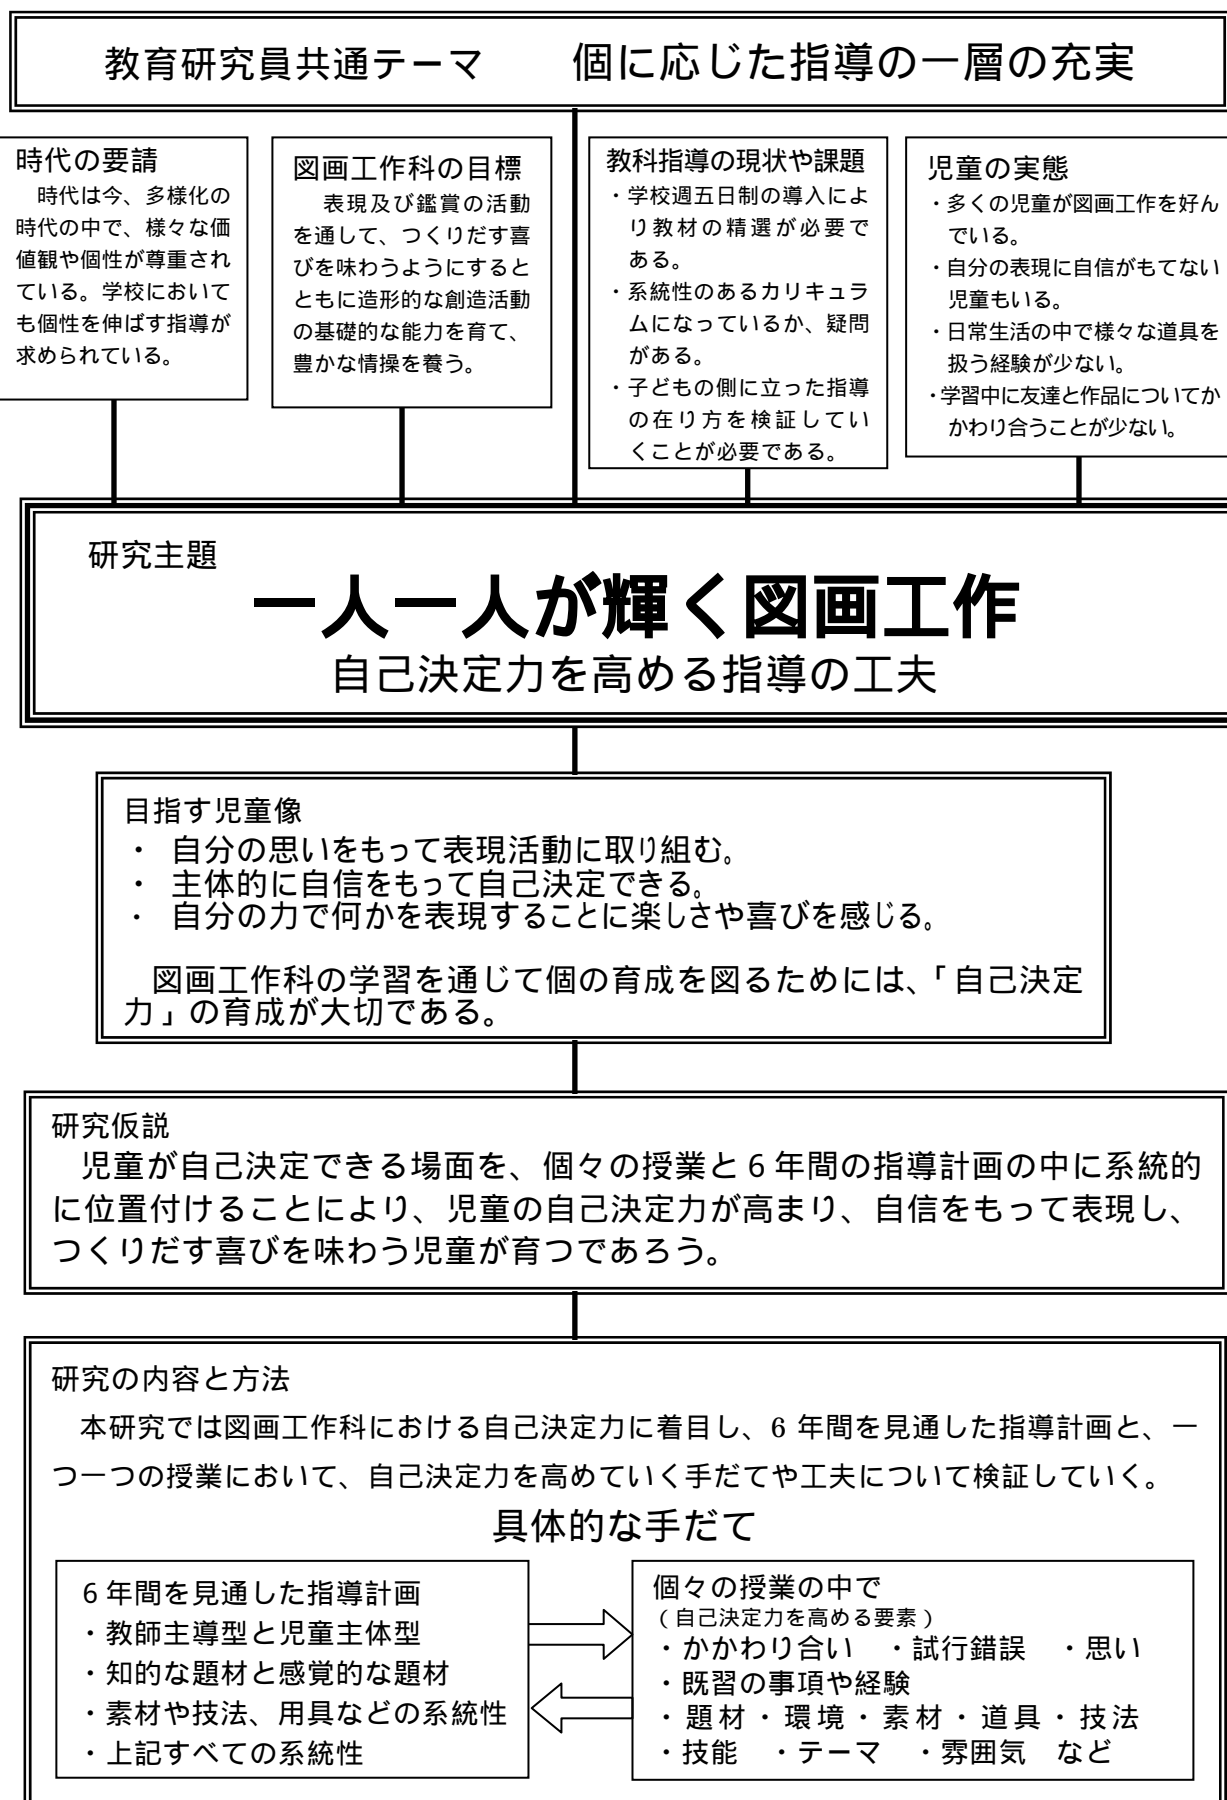 教育研究員共通テーマ　　個に応じた指導の一層の充実
時代の要請
時代は今、多様化の
時代の中で、様々な価
値観や個性が尊重され
ている。学校において
も個性を伸ばす指導が
求められている。
図画工作科の目標
表現及び鑑賞の活動
を通して、つくりだす喜
びを味わうようにすると
ともに造形的な創造活動
の基礎的な能力を育て、
豊かな情操を養う。
教科指導の現状や課題
・学校週五日制の導入によ
り教材の精選が必要で
ある。
・系統性のあるカリキュラ
ムになっているか、疑問
がある。
・子どもの側に立った指導
の在り方を検証してい
くことが必要である。
児童の実態
・多くの児童が図画工作を好ん
でいる。
・自分の表現に自信がもてない
児童もいる。
・日常生活の中で様々な道具を
扱う経験が少ない。
・学習中に友達と作品についてか
かわり合うことが少ない。
研究主題
一人一人が輝く図画工作
自己決定力を高める指導の工夫
目指す児童像
・　自分の思いをもって表現活動に取り組む。
・　主体的に自信をもって自己決定できる。
・　自分の力で何かを表現することに楽しさや喜びを感じる。
図画工作科の学習を通じて個の育成を図るためには、「自己決定
力」の育成が大切である。
研究仮説
児童が自己決定できる場面を、個々の授業と６年間の指導計画の中に系統的
に位置付けることにより、児童の自己決定力が高まり、自信をもって表現し、
つくりだす喜びを味わう児童が育つであろう。
研究の内容と方法
本研究では図画工作科における自己決定力に着目し、6 年間を見通した指導計画と、一
つ一つの授業において、自己決定力を高めていく手だてや工夫について検証していく。
具体的な手だて
６年間を見通した指導計画
・教師主導型と児童主体型
・知的な題材と感覚的な題材
・素材や技法、用具などの系統性
・上記すべての系統性
個々の授業の中で
（自己決定力を高める要素）
・かかわり合い　・試行錯誤　・思い
・既習の事項や経験
・題材・環境・素材・道具・技法
・技能　・テーマ　・雰囲気　など